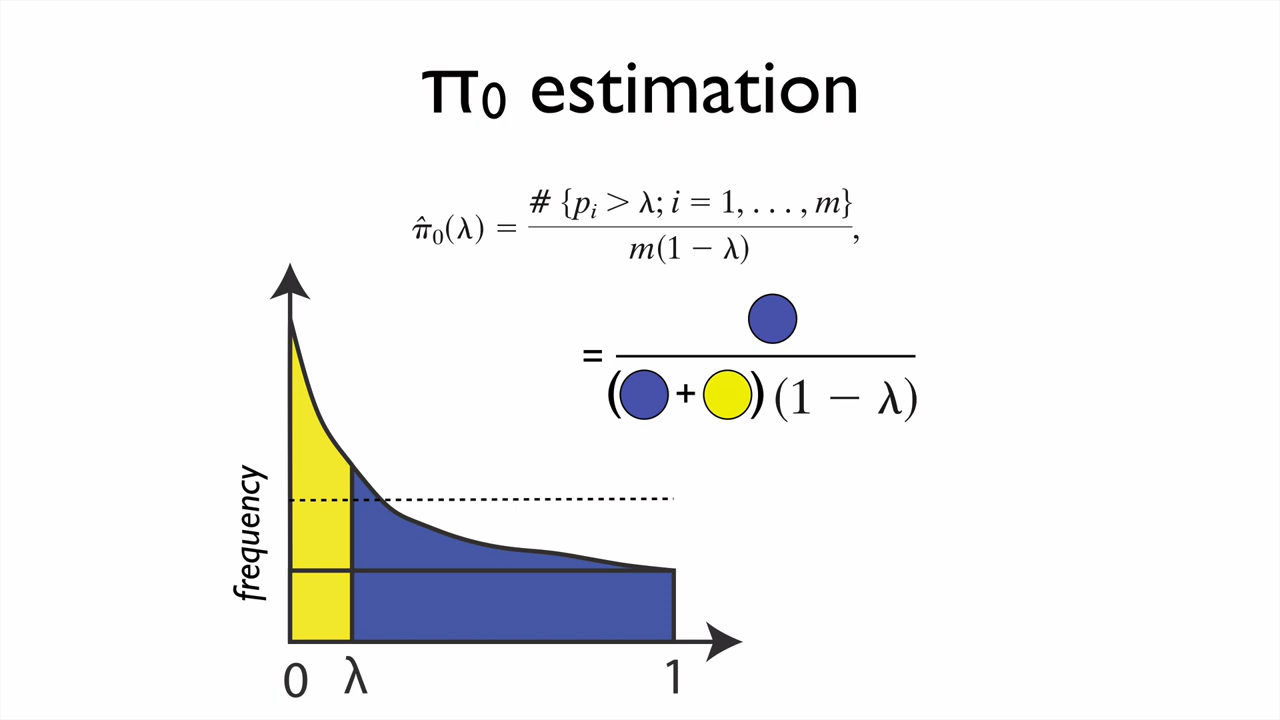 π₀ estimation
π̂₀(λ) = # {pᵢ > λ; i = 1, . . . , m} / m(1 − λ),
= ( + ) (1 − λ)
frequency
0 λ 1